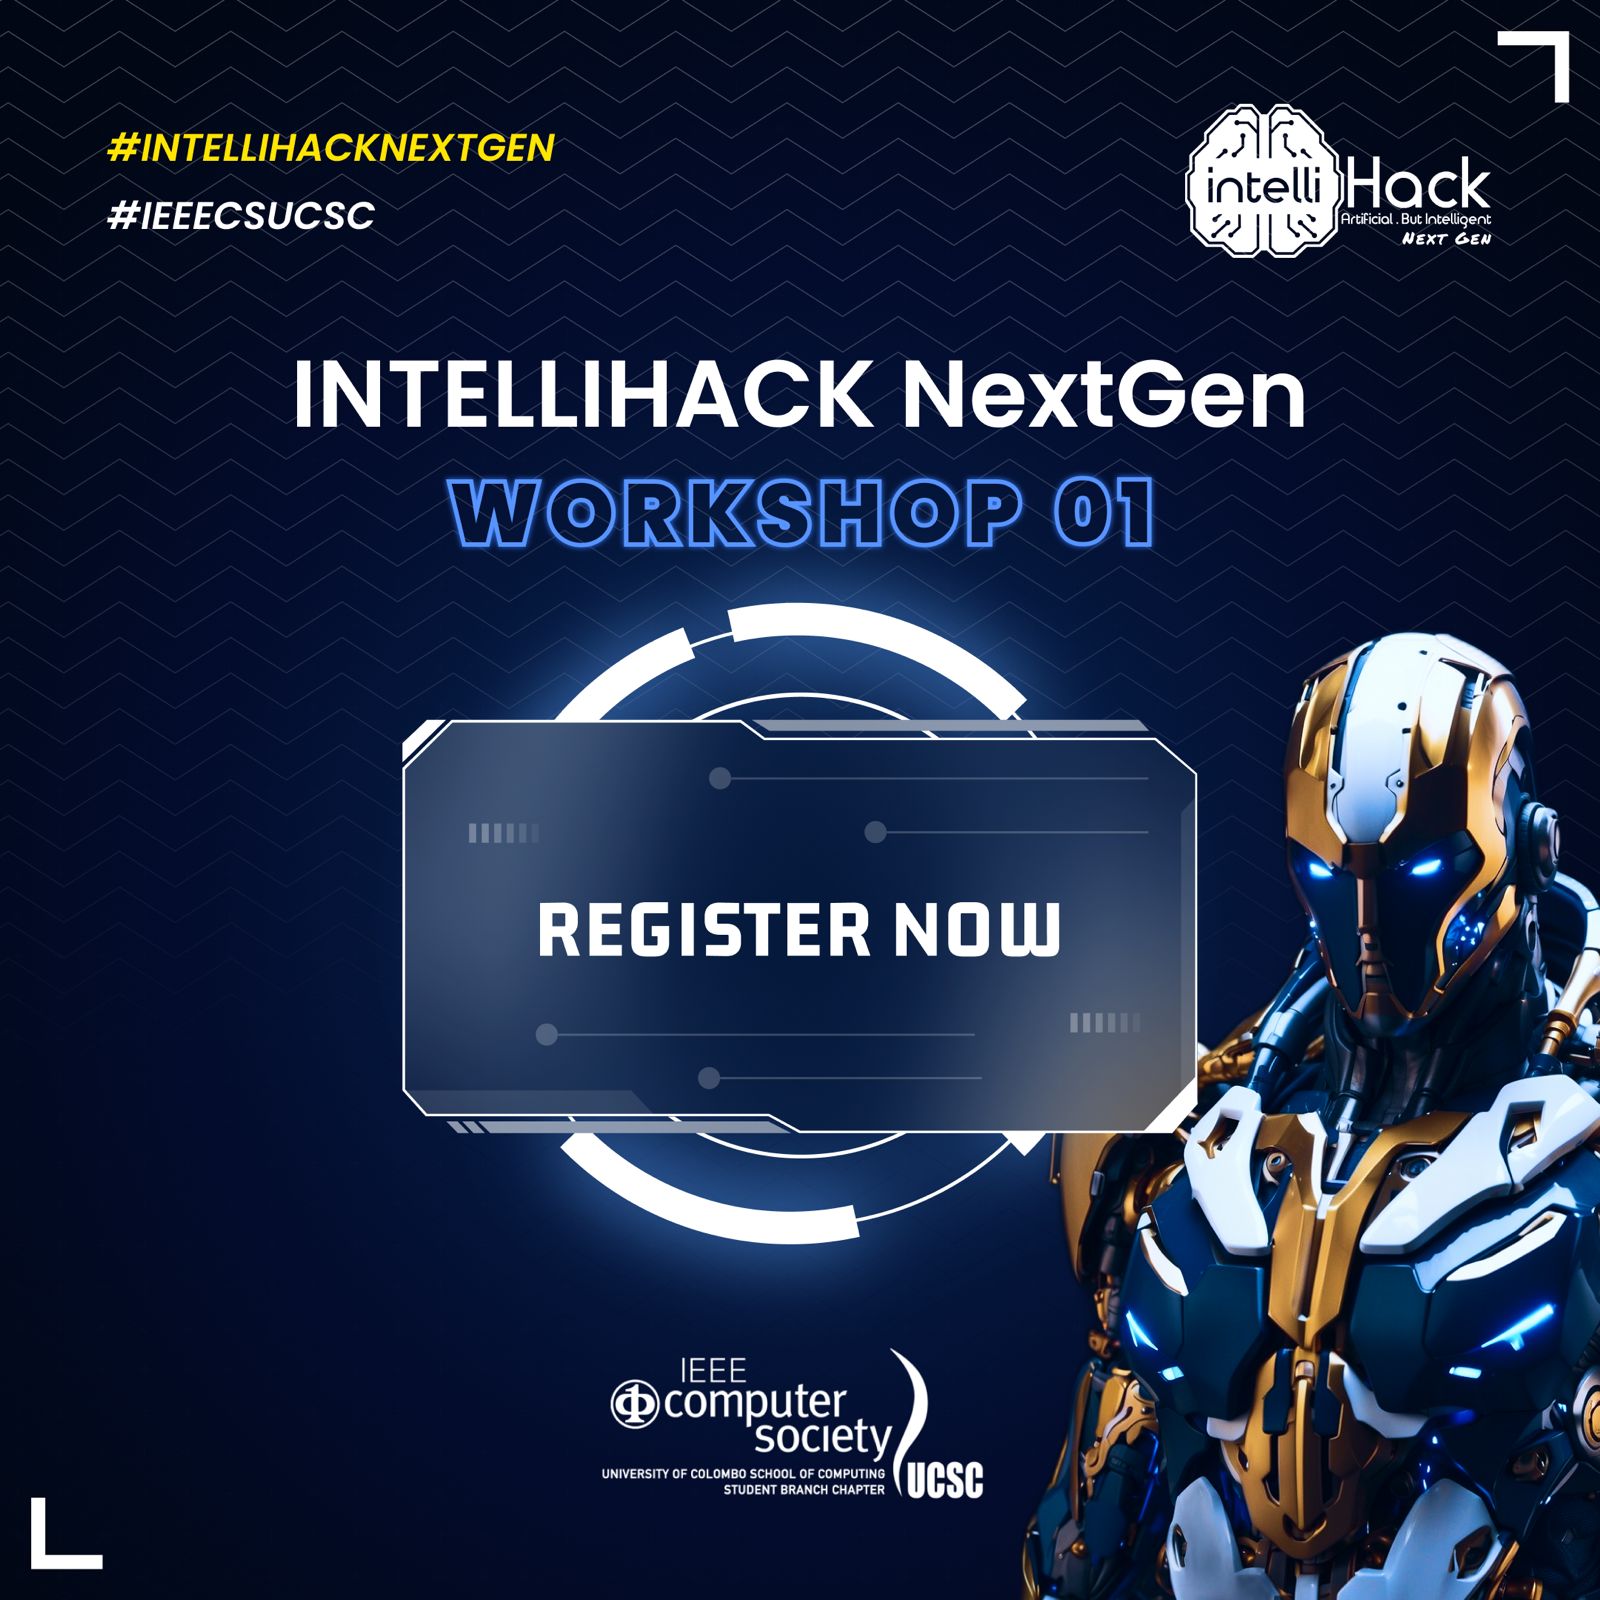 #INTELLIHACKNEXTGEN
#IEEECSUCSC
intelli Hack
Artificial . But Intelligent
NEXT GEN
INTELLIHACK NextGen
WORKSHOP 01
REGISTER NOW
IEEE
computer
society
UNIVERSITY OF COLOMBO SCHOOL OF COMPUTING
STUDENT BRANCH CHAPTER
UCSC